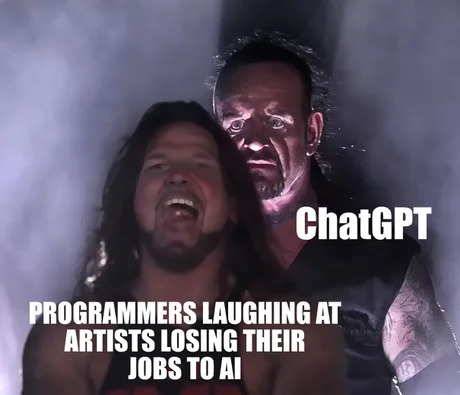 ChatGPT
PROGRAMMERS LAUGHING AT
ARTISTS LOSING THEIR
JOBS TO AI